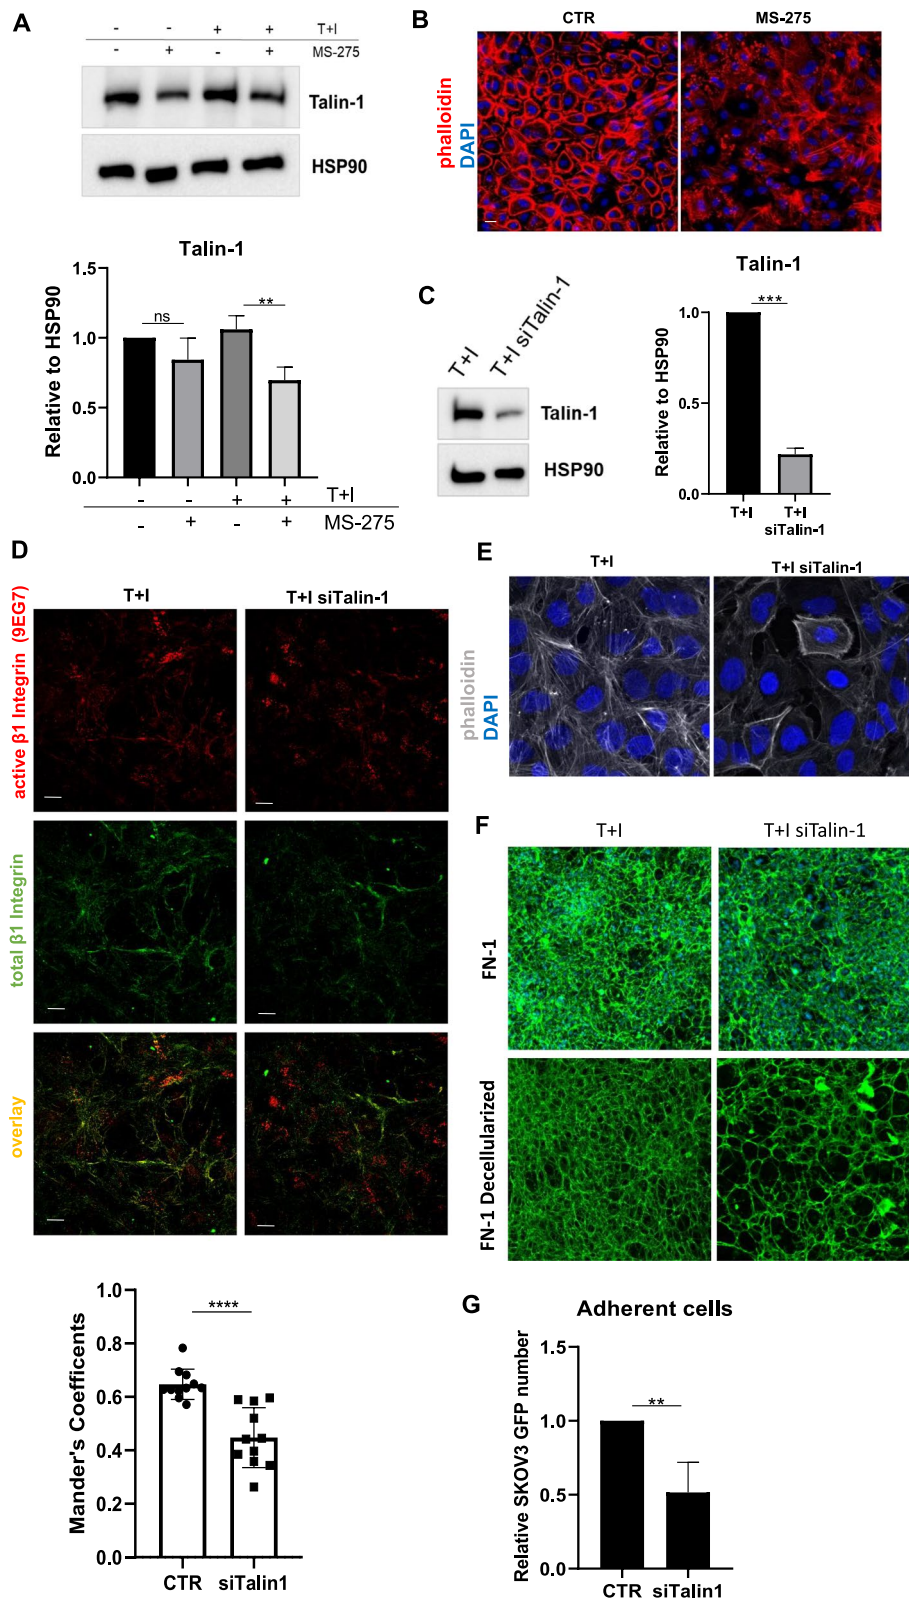 A
- - + + T+I
- + - + MS-275
Talin-1
HSP90
Talin-1
Relative to HSP90
1.5
1.0
0.5
0.0
ns
**
- - + + T+I
- + - + MS-275
B
CTR MS-275
phalloidin
DAPI
C
T+I
T+I siTalin-1
Talin-1
HSP90
Talin-1
Relative to HSP90
1.0
0.5
0.0
***
T+I T+I
siTalin-1
D
T+I T+I siTalin-1
active β1 Integrin (9EG7)
total β1 Integrin
overlay
Mander's Coefficents
1.0
0.8
0.6
0.4
0.2
0.0
****
CTR siTalin1
E
T+I T+I siTalin-1
phalloidin
DAPI
F
T+I T+I siTalin-1
FN-1
FN-1 Decellularized
G
Adherent cells
Relative SKOV3 GFP number
1.5
1.0
0.5
0.0
**
CTR siTalin1